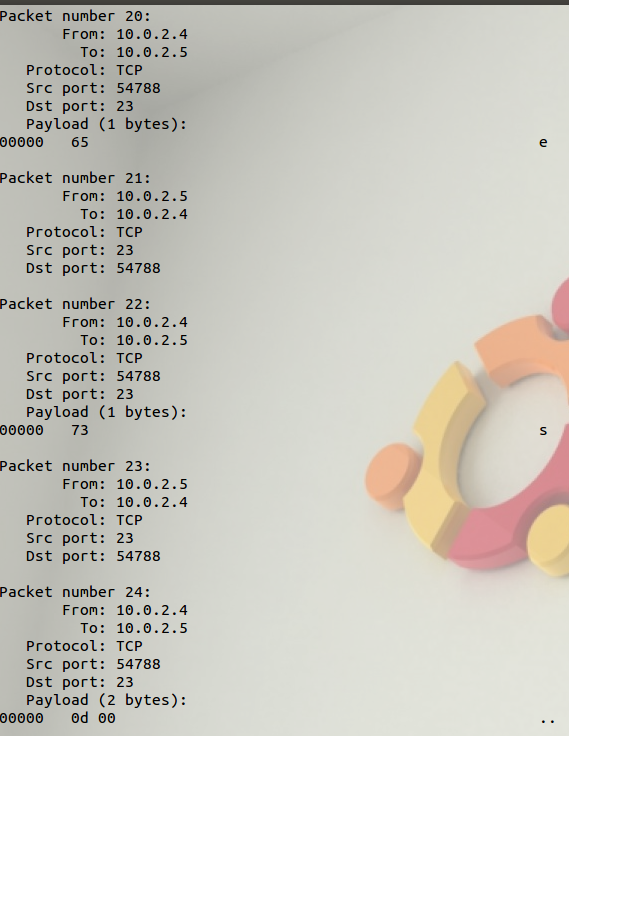 Packet number 20:
From: 10.0.2.4
To: 10.0.2.5
Protocol: TCP
Src port: 54788
Dst port: 23
Payload (1 bytes):
00000 65 e
Packet number 21:
From: 10.0.2.5
To: 10.0.2.4
Protocol: TCP
Src port: 23
Dst port: 54788
Packet number 22:
From: 10.0.2.4
To: 10.0.2.5
Protocol: TCP
Src port: 54788
Dst port: 23
Payload (1 bytes):
00000 73 s
Packet number 23:
From: 10.0.2.5
To: 10.0.2.4
Protocol: TCP
Src port: 23
Dst port: 54788
Packet number 24:
From: 10.0.2.4
To: 10.0.2.5
Protocol: TCP
Src port: 54788
Dst port: 23
Payload (2 bytes):
00000 0d 00 ..